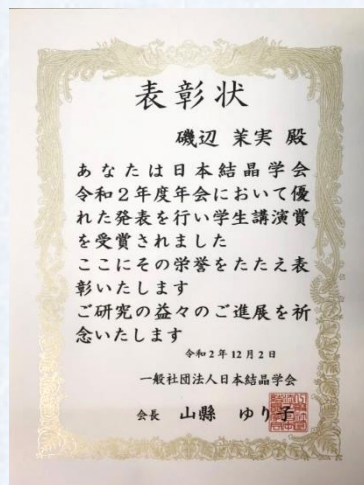 表彰状
磯辺 茉実 殿
あなたは日本結晶学会
令和２年度年会において優
れた発表を行い学生講演賞
を受賞されました
ここにその栄誉をたたえ表
彰いたします
ご研究の益々のご進展を祈
念いたします
令和２年12月２日
一般社団法人日本結晶学会
会長 山縣 ゆり子